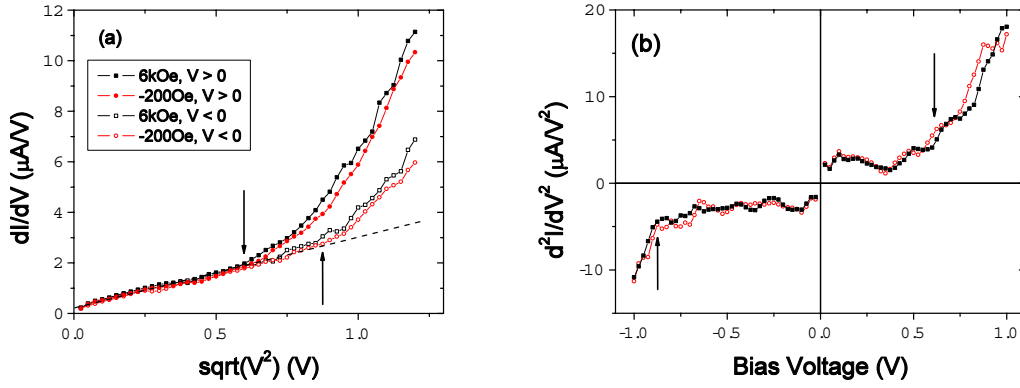 (a)
6kOe, V > 0
-200Oe, V > 0
6kOe, V < 0
-200Oe, V < 0
dI/dV (μA/V)
12
10
8
6
4
2
0
0.0
0.5
1.0
sqrt(V²) (V)
(b)
d²I/dV² (μA/V²)
20
10
0
-10
-1.0
-0.5
0.0
0.5
1.0
Bias Voltage (V)